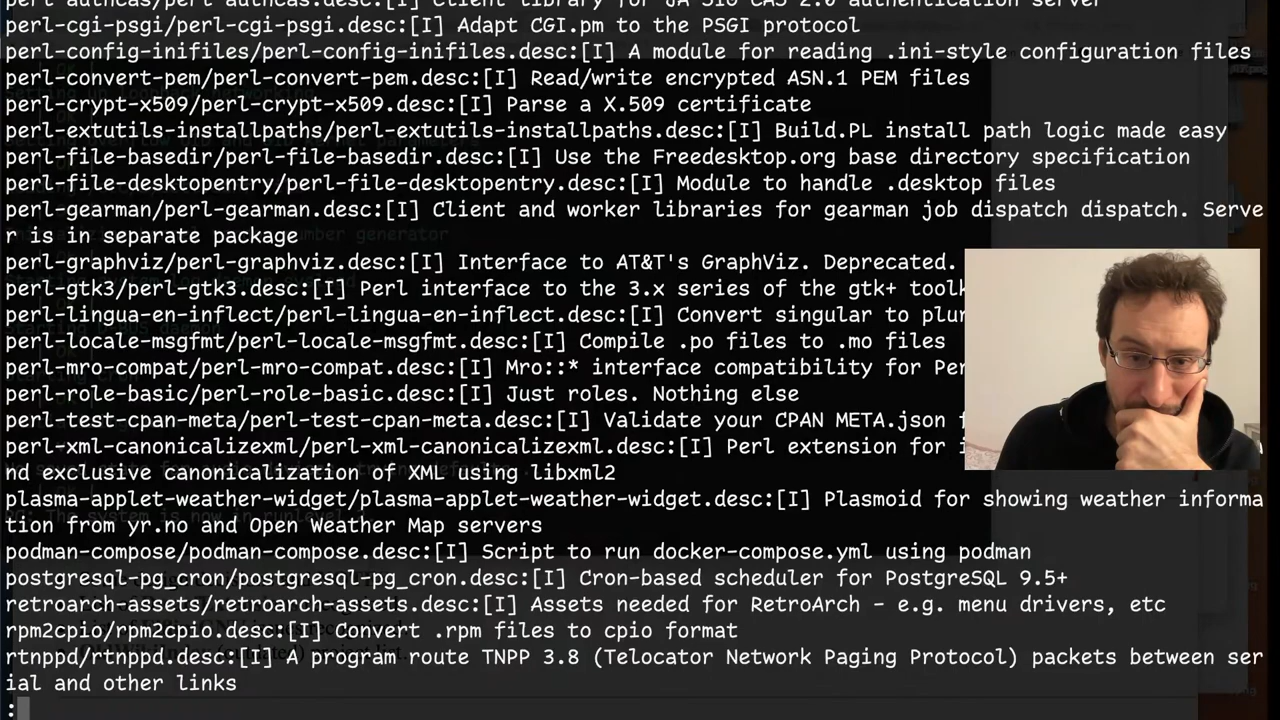 perl-authcas/perl-authcas.desc:[I] Client library for JA-SIG CAS 2.0 authentication server
perl-cgi-psgi/perl-cgi-psgi.desc:[I] Adapt CGI.pm to the PSGI protocol
perl-config-inifiles/perl-config-inifiles.desc:[I] A module for reading .ini-style configuration files
perl-convert-pem/perl-convert-pem.desc:[I] Read/write encrypted ASN.1 PEM files
perl-crypt-x509/perl-crypt-x509.desc:[I] Parse a X.509 certificate
perl-extutils-installpaths/perl-extutils-installpaths.desc:[I] Build.PL install path logic made easy
perl-file-basedir/perl-file-basedir.desc:[I] Use the Freedesktop.org base directory specification
perl-file-desktopentry/perl-file-desktopentry.desc:[I] Module to handle .desktop files
perl-gearman/perl-gearman.desc:[I] Client and worker libraries for gearman job dispatch dispatch. Serve
r is in separate package
perl-graphviz/perl-graphviz.desc:[I] Interface to AT&T's GraphViz. Deprecated.
perl-gtk3/perl-gtk3.desc:[I] Perl interface to the 3.x series of the gtk+
perl-lingua-en-inflect/perl-lingua-en-inflect.desc:[I] Convert singular to
perl-locale-msgfmt/perl-locale-msgfmt.desc:[I] Compile .po files to .mo files
perl-mro-compat/perl-mro-compat.desc:[I] Mro::* interface compatibility for
perl-role-basic/perl-role-basic.desc:[I] Just roles. Nothing else
perl-test-cpan-meta/perl-test-cpan-meta.desc:[I] Validate your CPAN META.json
perl-xml-canonicalizexml/perl-xml-canonicalizexml.desc:[I] Perl extension for
nd exclusive canonicalization of XML using libxml2
plasma-applet-weather-widget/plasma-applet-weather-widget.desc:[I] Plasmoid for showing weather informa
tion from yr.no and Open Weather Map servers
podman-compose/podman-compose.desc:[I] Script to run docker-compose.yml using podman
postgresql-pg_cron/postgresql-pg_cron.desc:[I] Cron-based scheduler for PostgreSQL 9.5+
retroarch-assets/retroarch-assets.desc:[I] Assets needed for RetroArch - e.g. menu drivers, etc
rpm2cpio/rpm2cpio.desc:[I] Convert .rpm files to cpio format
rtnppd/rtnppd.desc:[I] A program route TNPP 3.8 (Telocator Network Paging Protocol) packets between ser
ial and other links
: